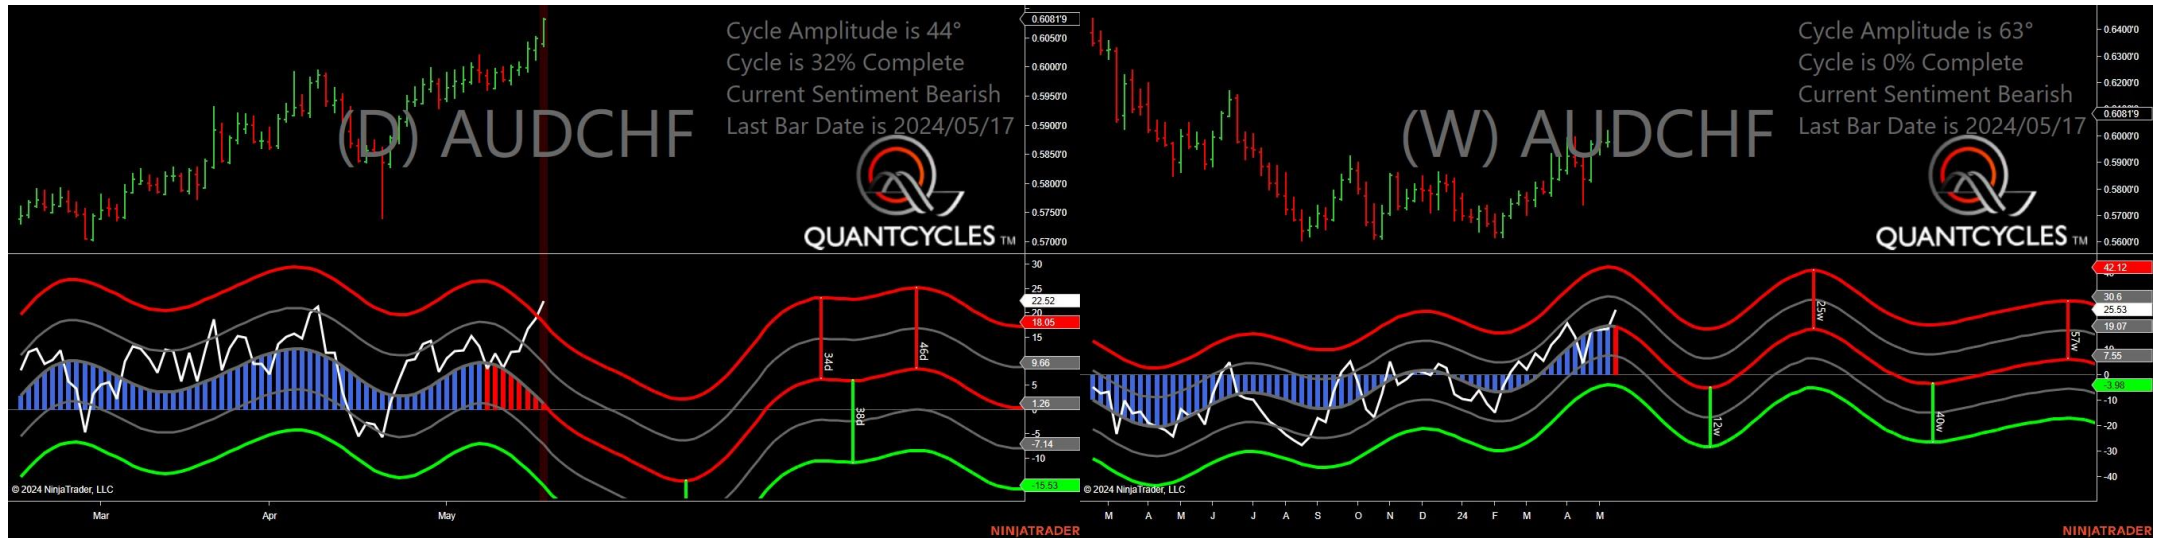 Cycle Amplitude is 44°
Cycle is 32% Complete
Current Sentiment Bearish
Last Bar Date is 2024/05/17
(D) AUDCHF
QUANTCYCLES TM
0.6081'9
0.6050'0
0.6000'0
0.5950'0
0.5900'0
0.5850'0
0.5800'0
0.5750'0
0.5700'0
30
25
22.52
20
18.05
15
9.66
5
1.26
-5
-7.14
-10
-15.53
34d
38d
46d
© 2024 NinjaTrader, LLC
Mar Apr May
NINJATRADER
Cycle Amplitude is 63°
Cycle is 0% Complete
Current Sentiment Bearish
Last Bar Date is 2024/05/17
(W) AUDCHF
QUANTCYCLES TM
0.6400'0
0.6300'0
0.6200'0
0.6081'9
0.6000'0
0.5900'0
0.5800'0
0.5700'0
0.5600'0
42.12
30.6
25.53
19.07
10
7.55
0
-3.98
-10
-20
-30
-40
12w
25w
40w
57w
© 2024 NinjaTrader, LLC
M A M J J A S O N D 24 F M A M
NINJATRADER